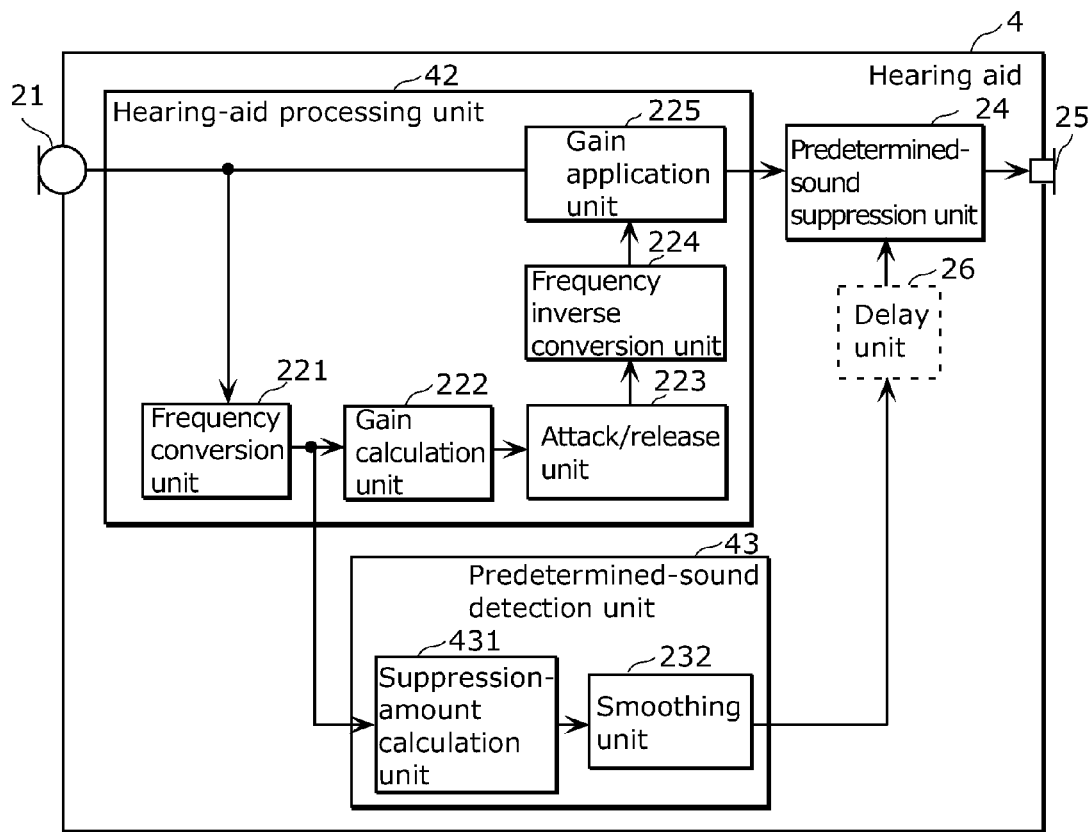 4
Hearing aid
21
42
Hearing-aid processing unit
225
Gain
application
unit
24
Predetermined-
sound
suppression unit
25
224
Frequency
inverse
conversion unit
26
Delay
unit
221
Frequency
conversion
unit
222
Gain
calculation
unit
223
Attack/release
unit
43
Predetermined-sound
detection unit
431
Suppression-
amount
calculation
unit
232
Smoothing
unit